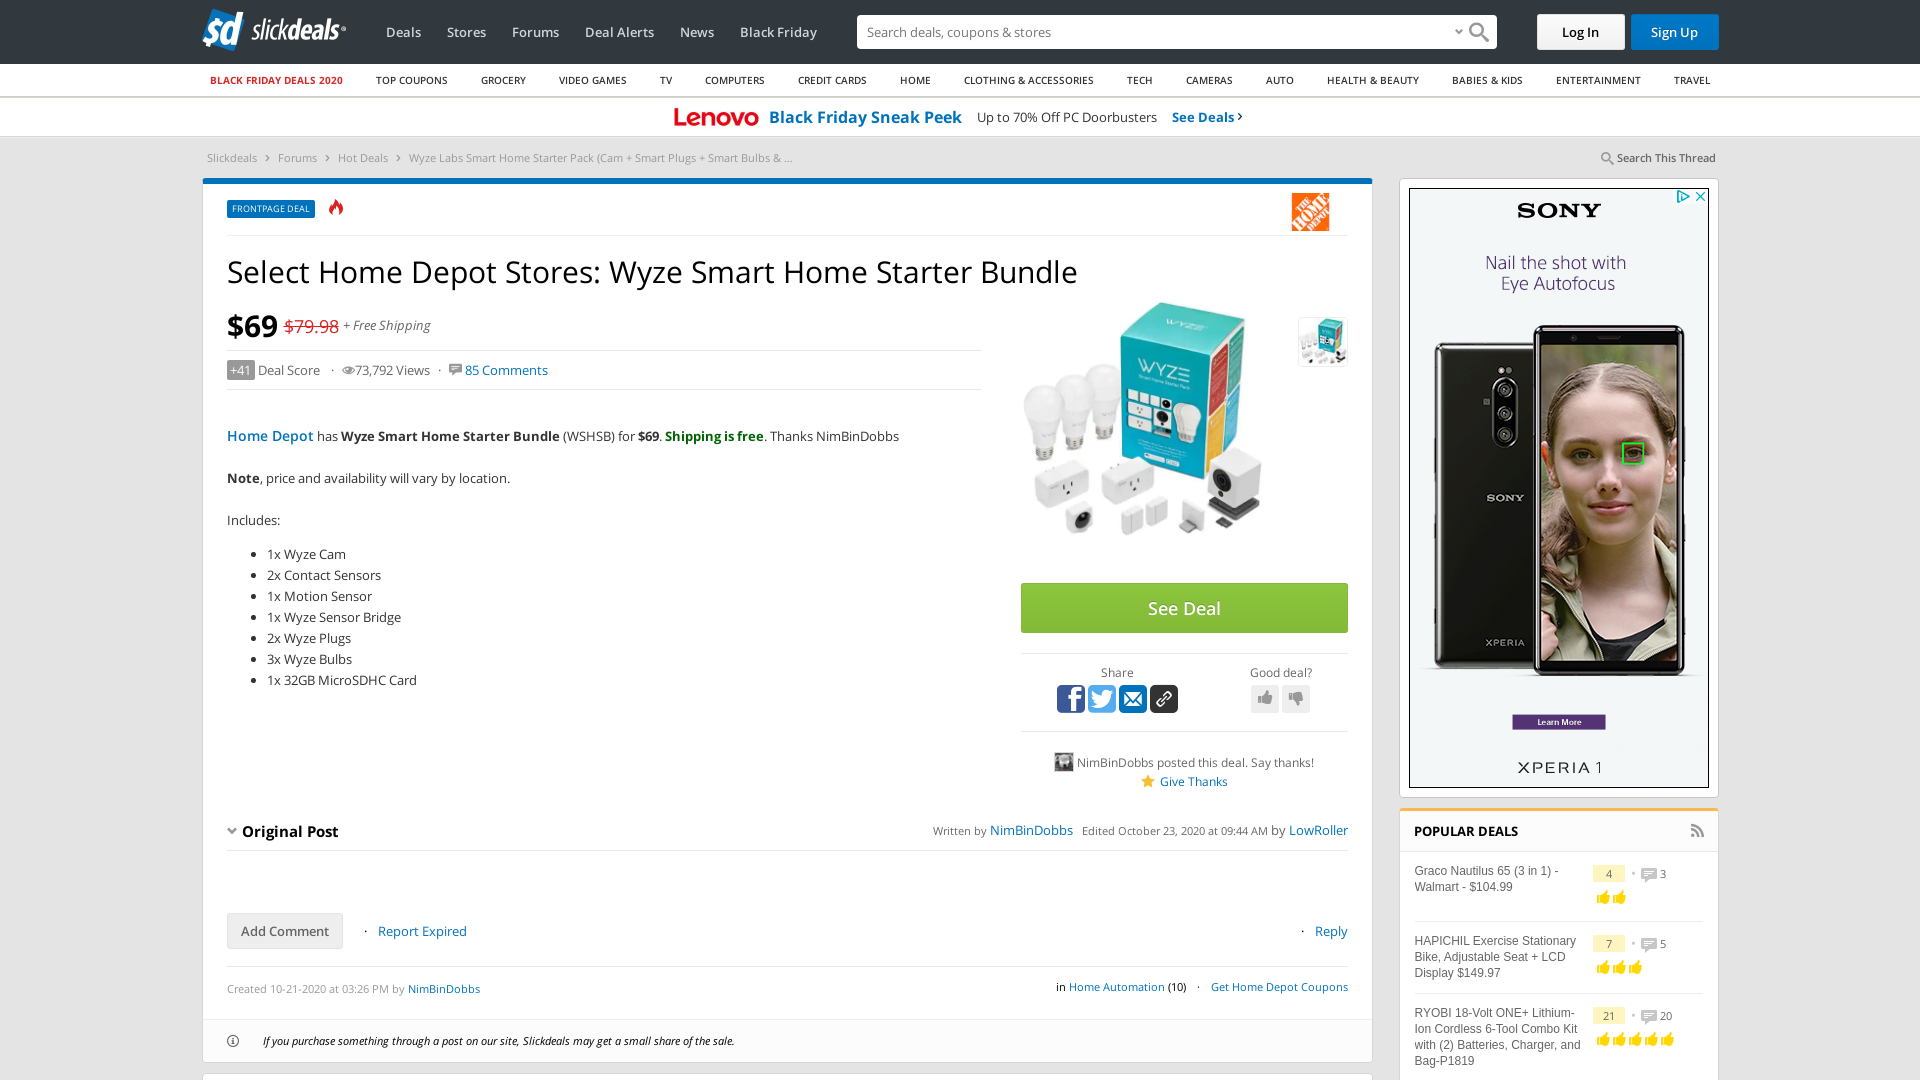 sd slickdeals
Deals
Stores
Forums
Deal Alerts
News
Black Friday
Search deals, coupons & stores
Log In
Sign Up
BLACK FRIDAY DEALS 2020
TOP COUPONS
GROCERY
VIDEO GAMES
TV
COMPUTERS
CREDIT CARDS
HOME
CLOTHING & ACCESSORIES
TECH
CAMERAS
AUTO
HEALTH & BEAUTY
BABIES & KIDS
ENTERTAINMENT
TRAVEL
Lenovo Black Friday Sneak Peek Up to 70% Off PC Doorbusters See Deals ›
Slickdeals › Forums › Hot Deals › Wyze Labs Smart Home Starter Pack (Cam + Smart Plugs + Smart Bulbs & ...
Search This Thread
FRONTPAGE DEAL
THE HOME DEPOT
Select Home Depot Stores: Wyze Smart Home Starter Bundle
$69 $79.98 + Free Shipping
+41 Deal Score · 73,792 Views · 85 Comments
Home Depot has Wyze Smart Home Starter Bundle (WSHSB) for $69. Shipping is free. Thanks NimBinDobbs
Note, price and availability will vary by location.
Includes:
• 1x Wyze Cam
• 2x Contact Sensors
• 1x Motion Sensor
• 1x Wyze Sensor Bridge
• 2x Wyze Plugs
• 3x Wyze Bulbs
• 1x 32GB MicroSDHC Card
WYZE
See Deal
Share
Good deal?
NimBinDobbs posted this deal. Say thanks!
Give Thanks
Original Post
Written by NimBinDobbs Edited October 23, 2020 at 09:44 AM by LowRoller
Add Comment · Report Expired
· Reply
Created 10-21-2020 at 03:26 PM by NimBinDobbs
in Home Automation (10) · Get Home Depot Coupons
If you purchase something through a post on our site, Slickdeals may get a small share of the sale.
SONY
Nail the shot with
Eye Autofocus
SONY
XPERIA
Learn More
XPERIA 1
POPULAR DEALS
Graco Nautilus 65 (3 in 1) -
Walmart - $104.99
4 • 3
HAPICHIL Exercise Stationary
Bike, Adjustable Seat + LCD
Display $149.97
7 • 5
RYOBI 18-Volt ONE+ Lithium-
Ion Cordless 6-Tool Combo Kit
with (2) Batteries, Charger, and
Bag-P1819
21 • 20